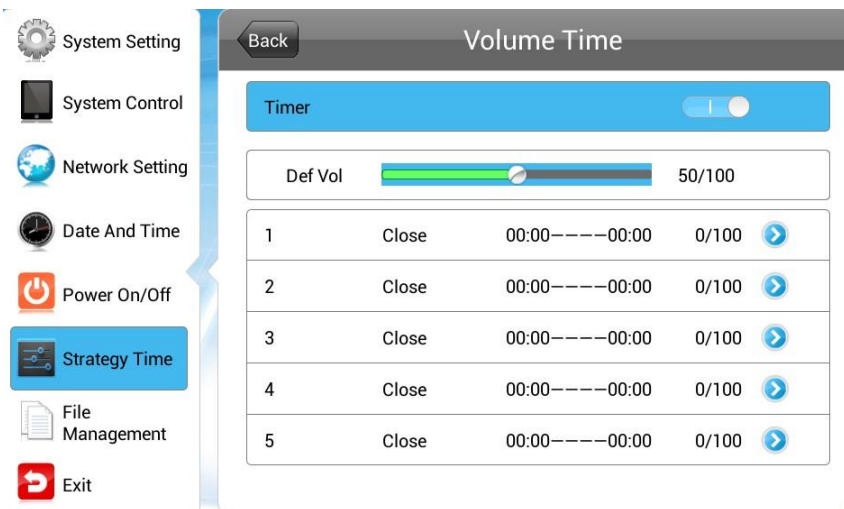 System Setting
System Control
Network Setting
Date And Time
Power On/Off
Strategy Time
File
Management
Exit
Back
Volume Time
Timer
Def Vol 50/100
1 Close 00:00————00:00 0/100
2 Close 00:00————00:00 0/100
3 Close 00:00————00:00 0/100
4 Close 00:00————00:00 0/100
5 Close 00:00————00:00 0/100